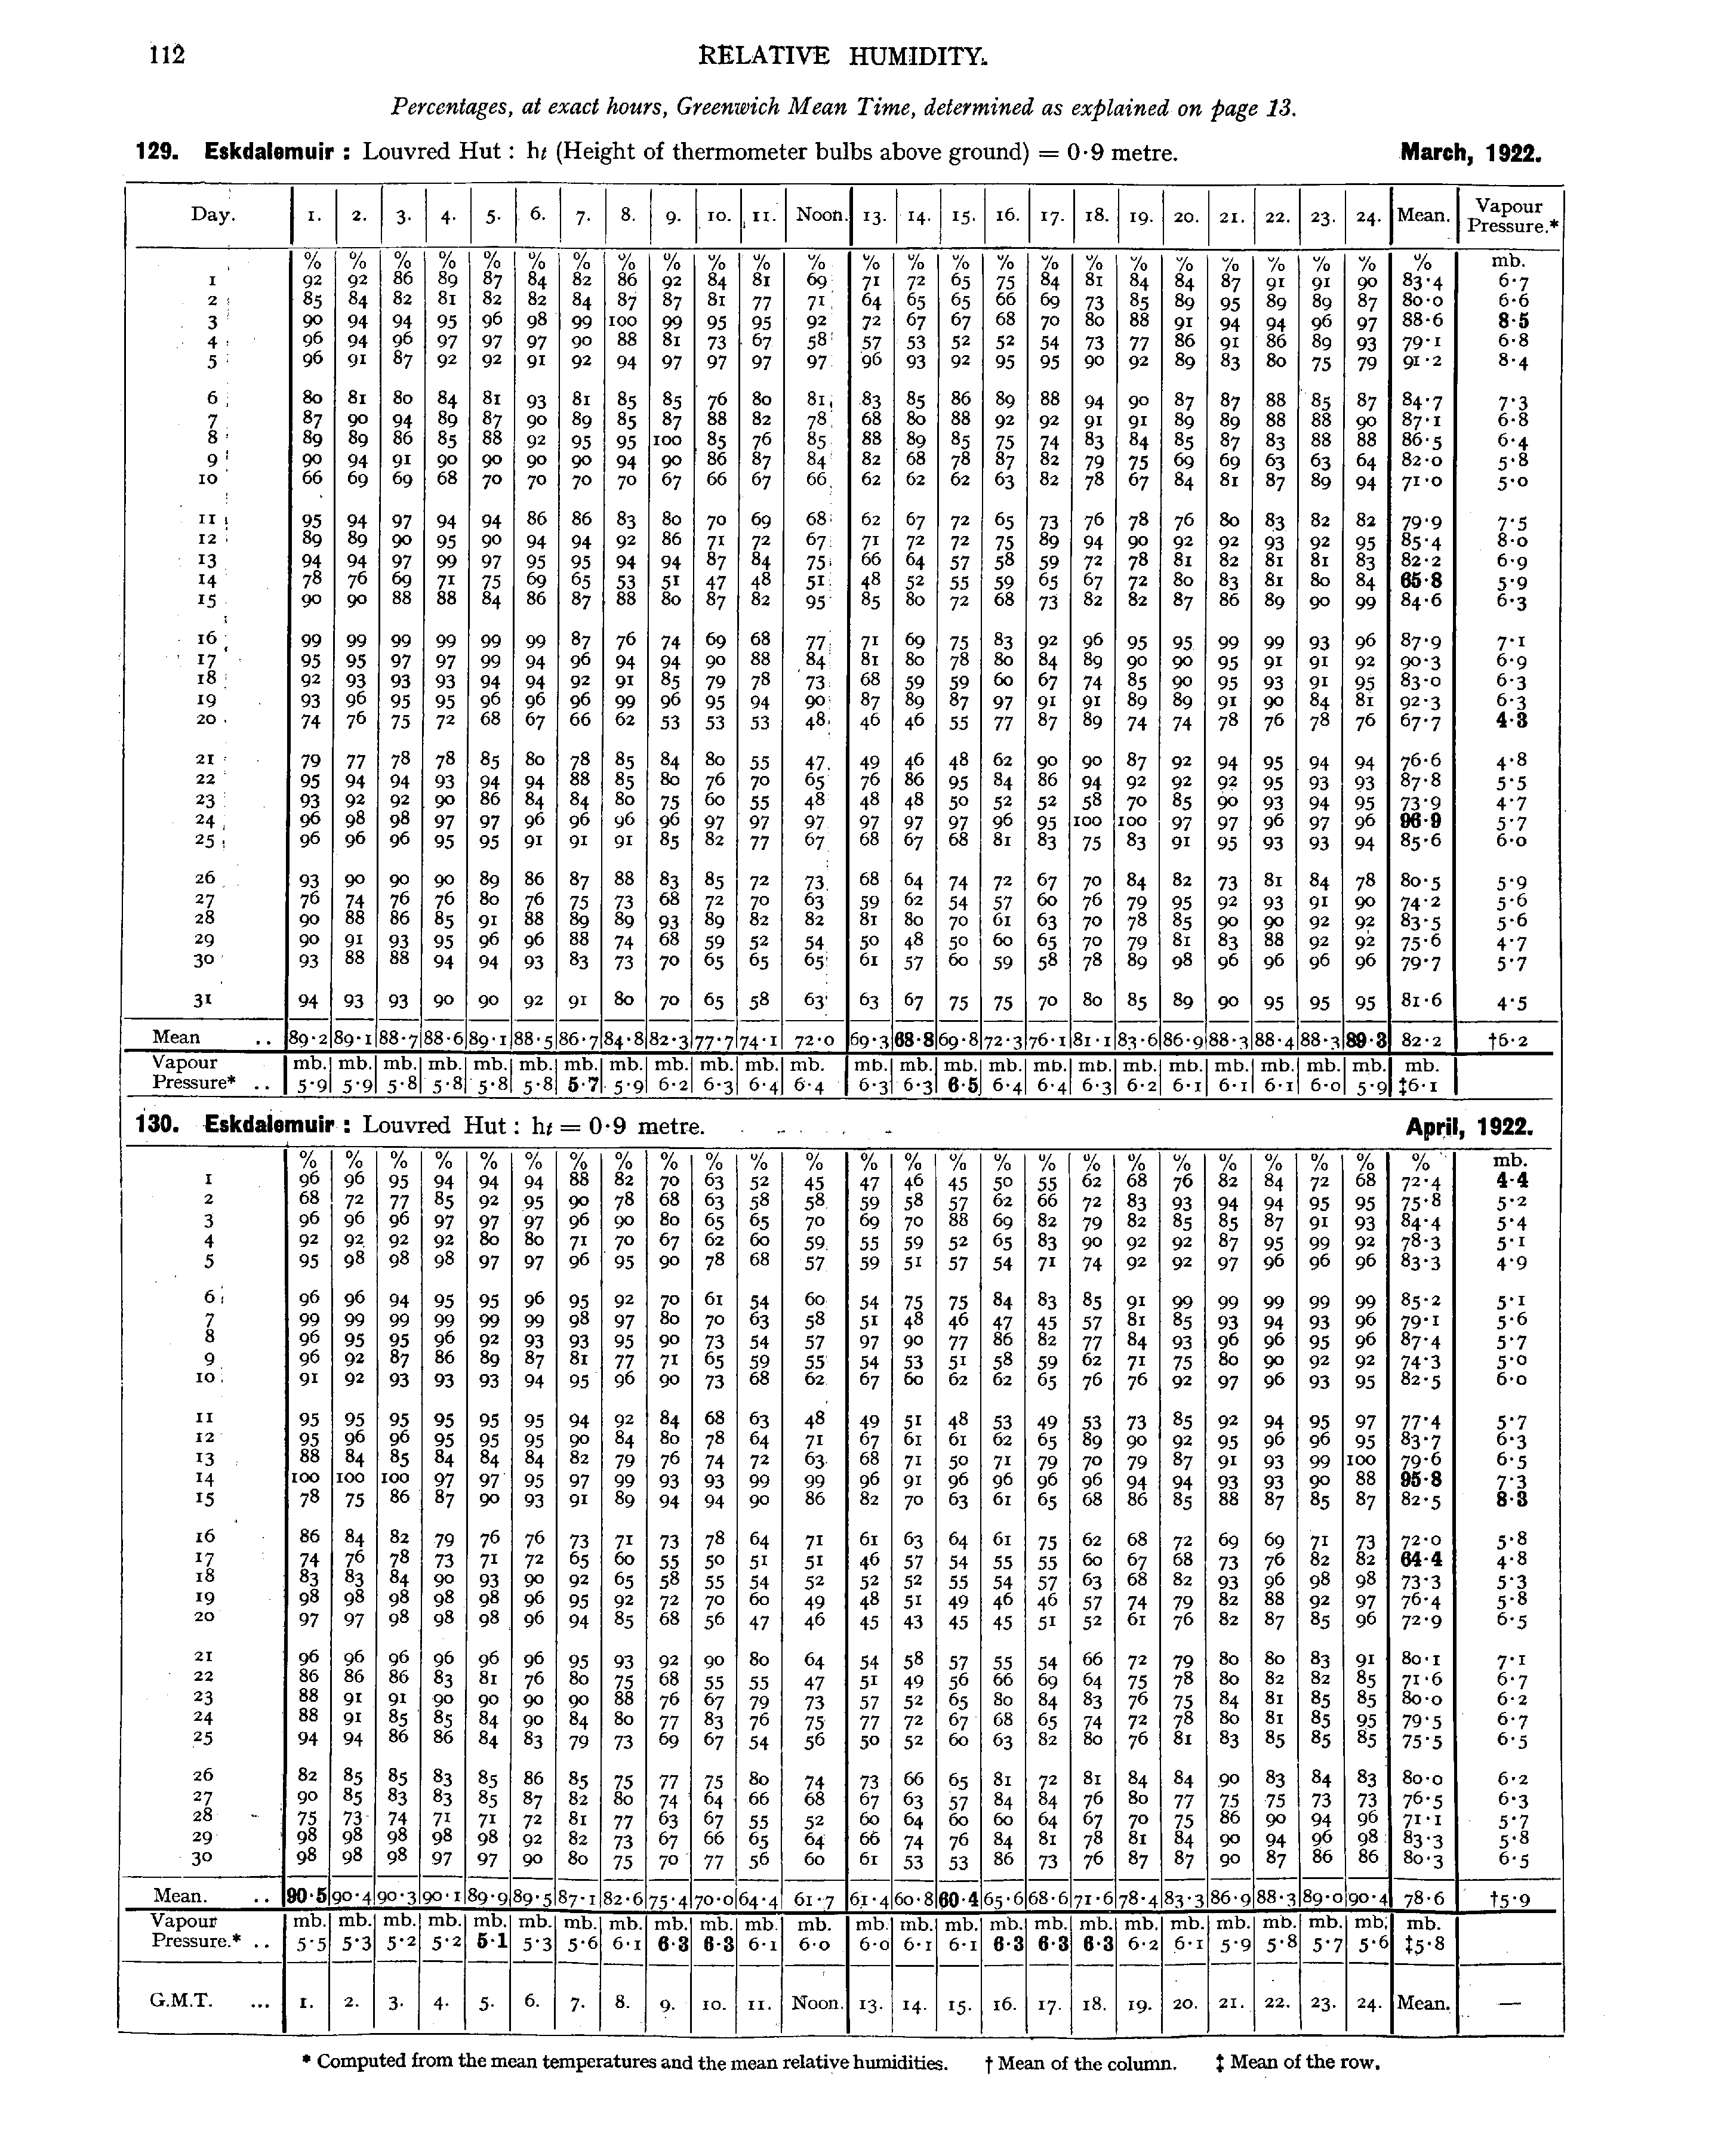 112
RELATIVE HUMIDITY.
Percentages, at exact hours, Greenwich Mean Time, determined as explained on page 13.
129. Eskdalemuir : Louvred Hut : ht (Height of thermometer bulbs above ground) = 0·9 metre. March, 1922.
Day. 1. 2. 3. 4. 5. 6. 7. 8. 9. 10. 11. Noon. 13. 14. 15. 16. 17. 18. 19. 20. 21. 22. 23. 24. Mean. Vapour Pressure.*
% % % % % % % % % % % % % % % % % % % % % % % % % mb.
1 92 92 86 89 87 84 82 86 92 84 81 69 71 72 65 75 84 81 84 84 87 91 91 90 83·4 6·7
2 85 84 82 81 82 82 84 87 87 81 77 71 64 65 65 66 69 73 85 89 95 89 89 87 80·0 6·6
3 90 94 94 95 96 98 99 100 99 95 95 92 72 67 67 68 70 80 88 91 94 94 96 97 88·6 8·5
4 96 94 96 97 97 97 90 88 81 73 67 58 57 53 52 52 54 73 77 86 91 86 89 93 79·1 6·8
5 96 91 87 92 92 91 92 94 97 97 97 97 96 93 92 95 95 90 92 89 83 80 75 79 91·2 8·4
6 80 81 80 84 81 93 81 85 85 76 80 81 83 85 86 89 88 94 90 87 87 88 85 87 84·7 7·3
7 87 90 94 89 87 90 89 85 87 88 82 78 68 80 88 92 92 91 91 89 89 88 88 90 87·1 6·8
8 89 89 86 85 88 92 95 95 100 85 76 85 88 89 85 75 74 83 84 85 87 83 88 88 86·5 6·4
9 90 94 91 90 90 90 90 94 90 86 87 84 82 68 78 87 82 79 75 69 69 63 63 64 82·0 5·8
10 66 69 69 68 70 70 70 70 67 66 67 66 62 62 62 63 82 78 67 84 81 87 89 94 71·0 5·0
11 95 94 97 94 94 86 86 83 80 70 69 68 62 67 72 65 73 76 78 76 80 83 82 82 79·9 7·5
12 89 89 90 95 90 94 94 92 86 71 72 67 71 72 72 75 89 94 90 92 92 93 92 95 85·4 8·0
13 94 94 97 99 97 95 95 94 94 87 84 75 66 64 57 58 59 72 78 81 82 81 81 83 82·2 6·9
14 78 76 69 71 75 69 65 53 51 47 48 51 48 52 55 59 65 67 72 80 83 81 80 84 65·8 5·9
15 90 90 88 88 84 86 87 88 80 87 82 95 85 80 72 68 73 82 82 87 86 89 90 99 84·6 6·3
16 99 99 99 99 99 99 87 76 74 69 68 77 71 69 75 83 92 96 95 95 99 99 93 96 87·9 7·1
17 95 95 97 97 99 94 96 94 94 90 88 84 81 80 78 80 84 89 90 90 95 91 91 92 90·3 6·9
18 92 93 93 93 94 94 92 91 85 79 78 73 68 59 59 60 67 74 85 90 95 93 91 95 83·0 6·3
19 93 96 95 95 96 96 96 99 96 95 94 90 87 89 87 97 91 91 89 89 91 90 84 81 92·3 6·3
20 74 76 75 72 68 67 66 62 53 53 53 48 46 46 55 77 87 89 74 74 78 76 78 76 67·7 4·3
21 79 77 78 78 85 80 78 85 84 80 55 47 49 46 48 62 90 90 87 92 94 95 94 94 76·6 4·8
22 95 94 94 93 94 94 88 85 80 76 70 65 76 86 95 84 86 94 92 92 92 95 93 93 87·8 5·5
23 93 92 92 90 86 84 84 80 75 60 55 48 48 48 50 52 52 58 70 85 90 93 94 95 73·9 4·7
24 96 98 98 97 97 96 96 96 96 97 97 97 97 97 97 96 95 100 100 97 97 96 97 96 96·9 5·7
25 96 96 96 95 95 91 91 91 85 82 77 67 68 67 68 81 83 75 83 91 95 93 93 94 85·6 6·0
26 93 90 90 90 89 86 87 88 83 85 72 73 68 64 74 72 67 70 84 82 73 81 84 78 80·5 5·9
27 76 74 76 76 80 76 75 73 68 72 70 63 59 62 54 57 60 76 79 95 92 93 91 90 74·2 5·6
28 90 88 86 85 91 88 89 89 93 89 82 82 81 80 70 61 63 70 78 85 90 90 92 92 83·5 5·6
29 90 91 93 95 96 96 88 74 68 59 52 54 50 48 50 60 65 70 79 81 83 88 92 92 75·6 4·7
30 93 88 88 94 94 93 83 73 70 65 65 65 61 57 60 59 58 78 89 98 96 96 96 96 79·7 5·7
31 94 93 93 90 90 92 91 80 70 65 58 63 63 67 75 75 70 80 85 89 90 95 95 95 81·6 4·5
Mean .. 89·2 89·1 88·7 88·6 89·1 88·5 86·7 84·8 82·3 77·7 74·1 72·0 69·3 68·8 69·8 72·3 76·1 81·1 83·6 86·9 88·3 88·4 88·3 89·3 82·2 †6·2
Vapour mb. mb. mb. mb. mb. mb. mb. mb. mb. mb. mb. mb. mb. mb. mb. mb. mb. mb. mb. mb. mb. mb. mb. mb. mb.
Pressure* .. 5·9 5·9 5·8 5·8 5·8 5·8 5·7 5·9 6·2 6·3 6·4 6·4 6·3 6·3 6·5 6·4 6·4 6·3 6·2 6·1 6·1 6·1 6·0 5·9 ‡6·1
130. Eskdalemuir : Louvred Hut : ht = 0·9 metre. April, 1922.
% % % % % % % % % % % % % % % % % % % % % % % % % mb.
1 96 96 95 94 94 94 88 82 70 63 52 45 47 46 45 50 55 62 68 76 82 84 72 68 72·4 4·4
2 68 72 77 85 92 95 90 78 68 63 58 58 59 58 57 62 66 72 83 93 94 94 95 95 75·8 5·2
3 96 96 96 97 97 97 96 90 80 65 65 70 69 70 88 69 82 79 82 85 85 87 91 93 84·4 5·4
4 92 92 92 92 80 80 71 70 67 62 60 59 55 59 52 65 83 90 92 92 87 95 99 92 78·3 5·1
5 95 98 98 98 97 97 96 95 90 78 68 57 59 51 57 54 71 74 92 92 97 96 96 96 83·3 4·9
6 96 96 94 95 95 96 95 92 70 61 54 60 54 75 75 84 83 85 91 99 99 99 99 99 85·2 5·1
7 99 99 99 99 99 99 98 97 80 70 63 58 51 48 46 47 45 57 81 85 93 94 93 96 79·1 5·6
8 96 95 95 96 92 93 93 95 90 73 54 57 97 90 77 86 82 77 84 93 96 96 95 96 87·4 5·7
9 96 92 87 86 89 87 81 77 71 65 59 55 54 53 51 58 59 62 71 75 80 90 92 92 74·3 5·0
10 91 92 93 93 93 94 95 96 90 73 68 62 67 60 62 62 65 76 76 92 97 96 93 95 82·5 6·0
11 95 95 95 95 95 95 94 92 84 68 63 48 49 51 48 53 49 53 73 85 92 94 95 97 77·4 5·7
12 95 96 96 95 95 95 90 84 80 78 64 71 67 61 61 62 65 89 90 92 95 96 96 95 83·7 6·3
13 88 84 85 84 84 84 82 79 76 74 72 63 68 71 50 71 79 70 79 87 91 93 99 100 79·6 6·5
14 100 100 100 97 97 95 97 99 93 93 99 99 96 91 96 96 96 96 94 94 93 93 90 88 95·8 7·3
15 78 75 86 87 90 93 91 89 94 94 90 86 82 70 63 61 65 68 86 85 88 87 85 87 82·5 8·3
16 86 84 82 79 76 76 73 71 73 78 64 71 61 63 64 61 75 62 68 72 69 69 71 73 72·0 5·8
17 74 76 78 73 71 72 65 60 55 50 51 51 46 57 54 55 55 60 67 68 73 76 82 82 64·4 4·8
18 83 83 84 90 93 90 92 65 58 55 54 52 52 52 55 54 57 63 68 82 93 96 98 98 73·3 5·3
19 98 98 98 98 98 96 95 92 72 70 60 49 48 51 49 46 46 57 74 79 82 88 92 97 76·4 5·8
20 97 97 98 98 98 96 94 85 68 56 47 46 45 43 45 45 51 52 61 76 82 87 85 96 72·9 6·5
21 96 96 96 96 96 96 95 93 92 90 80 64 54 58 57 55 54 66 72 79 80 80 83 91 80·1 7·1
22 86 86 86 83 81 76 80 75 68 55 55 47 51 49 56 66 69 64 75 78 80 82 82 85 71·6 6·7
23 88 91 91 90 90 90 90 88 76 67 79 73 57 52 65 80 84 83 76 75 84 81 85 85 80·0 6·2
24 88 91 85 85 84 90 84 80 77 83 76 75 77 72 67 68 65 74 72 78 80 81 85 95 79·5 6·7
25 94 94 86 86 84 83 79 73 69 67 54 56 50 52 60 63 82 80 76 81 83 85 85 85 75·5 6·5
26 82 85 85 83 85 86 85 75 77 75 80 74 73 66 65 81 72 81 84 84 90 83 84 83 80·0 6·2
27 90 85 83 83 85 87 82 80 74 64 66 68 67 63 57 84 84 76 80 77 75 75 73 73 76·5 6·3
28 75 73 74 71 71 72 81 77 63 67 55 52 60 64 60 60 64 67 70 75 86 90 94 96 71·1 5·7
29 98 98 98 98 98 92 82 73 67 66 65 64 66 74 76 84 81 78 81 84 90 94 96 98 83·3 5·8
30 98 98 98 97 97 90 80 75 70 77 56 60 61 53 53 86 73 76 87 87 90 87 86 86 80·3 6·5
Mean. .. 90·5 90·4 90·3 90·1 89·9 89·5 87·1 82·6 75·4 70·0 64·4 61·7 61·4 60·8 60·4 65·6 68·6 71·6 78·4 83·3 86·9 88·3 89·0 90·4 78·6 †5·9
Vapour mb. mb. mb. mb. mb. mb. mb. mb. mb. mb. mb. mb. mb. mb. mb. mb. mb. mb. mb. mb. mb. mb. mb. mb. mb.
Pressure.* .. 5·5 5·3 5·2 5·2 5·1 5·3 5·6 6·1 6·3 6·3 6·1 6·0 6·0 6·1 6·1 6·3 6·3 6·3 6·2 6·1 5·9 5·8 5·7 5·6 ‡5·8
G.M.T. ... 1. 2. 3. 4. 5. 6. 7. 8. 9. 10. 11. Noon. 13. 14. 15. 16. 17. 18. 19. 20. 21. 22. 23. 24. Mean. —
* Computed from the mean temperatures and the mean relative humidities. † Mean of the column. ‡ Mean of the row.